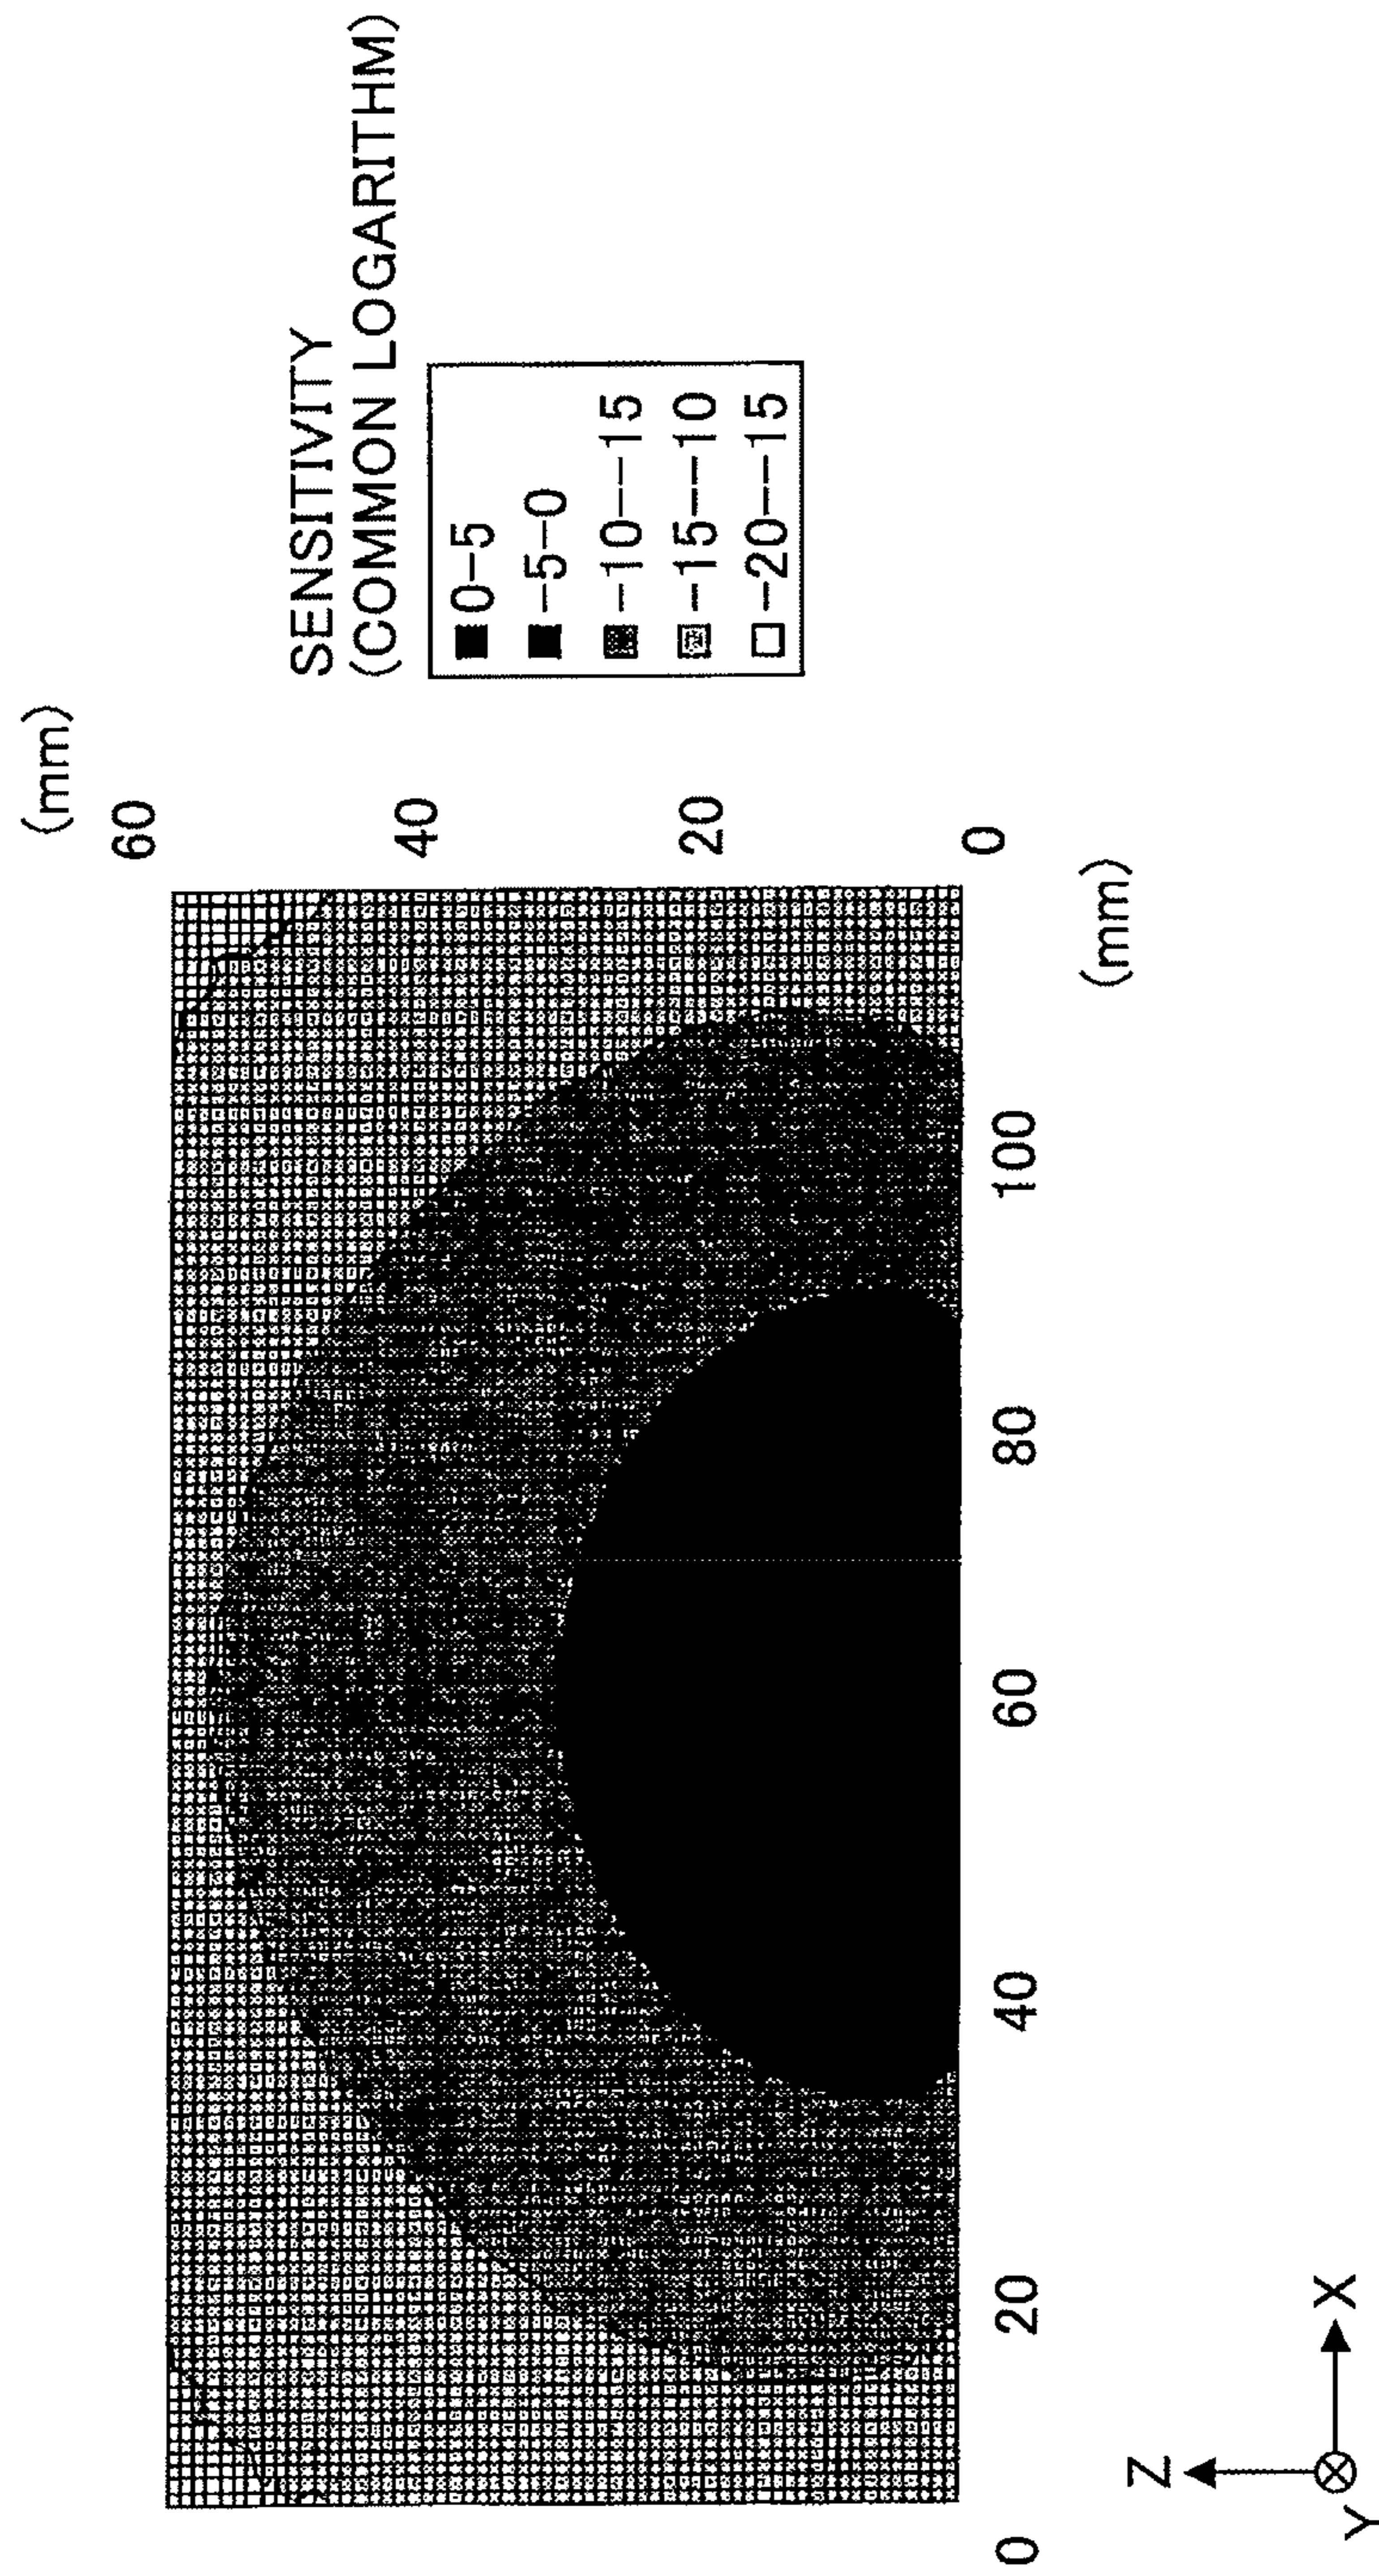 (mm)
60
40
20
0
SENSITIVITY
(COMMON LOGARITHM)
0-5
-5-0
-10--15
-15--10
-20--15
0 20 40 60 80 100 (mm)
Z
X
Y